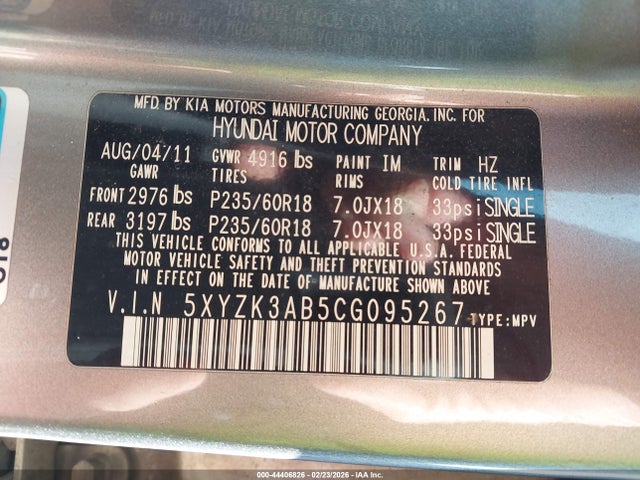 MFD. BY KIA MOTORS MANUFACTURING GEORGIA. INC. FOR
HYUNDAI MOTOR COMPANY
AUG/04/11 GVWR 4916 lbs PAINT IM TRIM HZ
GAWR TIRES RIMS COLD TIRE INFL
FRONT 2976 lbs P235/60R18 7.0JX18 33psi SINGLE
REAR 3197 lbs P235/60R18 7.0JX18 33psi SINGLE
THIS VEHICLE CONFORMS TO ALL APPLICABLE U.S.A. FEDERAL
MOTOR VEHICLE SAFETY AND THEFT PREVENTION STANDARDS
IN EFFECT ON THE DATE OF MANUFACTURE SHOWN ABOVE
V.I.N 5XYZK3AB5CG095267 TYPE:MPV
000-44406826 - 02/23/2026 - IAA Inc.